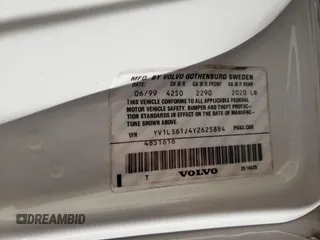 MFD. BY VOLVO GOTHENBURG SWEDEN
G.V.W.R. G.A.W.R. FRONT G.A.W.R. REAR
06/99 4250 2290 2020 LB
THIS VEHICLE CONFORMS TO ALL APPLICABLE FEDERAL
MOTOR VEHICLE SAFETY, BUMPER AND THEFT PROTEC-
TION STANDARDS IN EFFECT ON THE DATE OF MANUFAC-
TURE SHOWN ABOVE
VIN YV1LS61J4Y2625884 PASS CAR
4851616
T VOLVO
DREAMBID